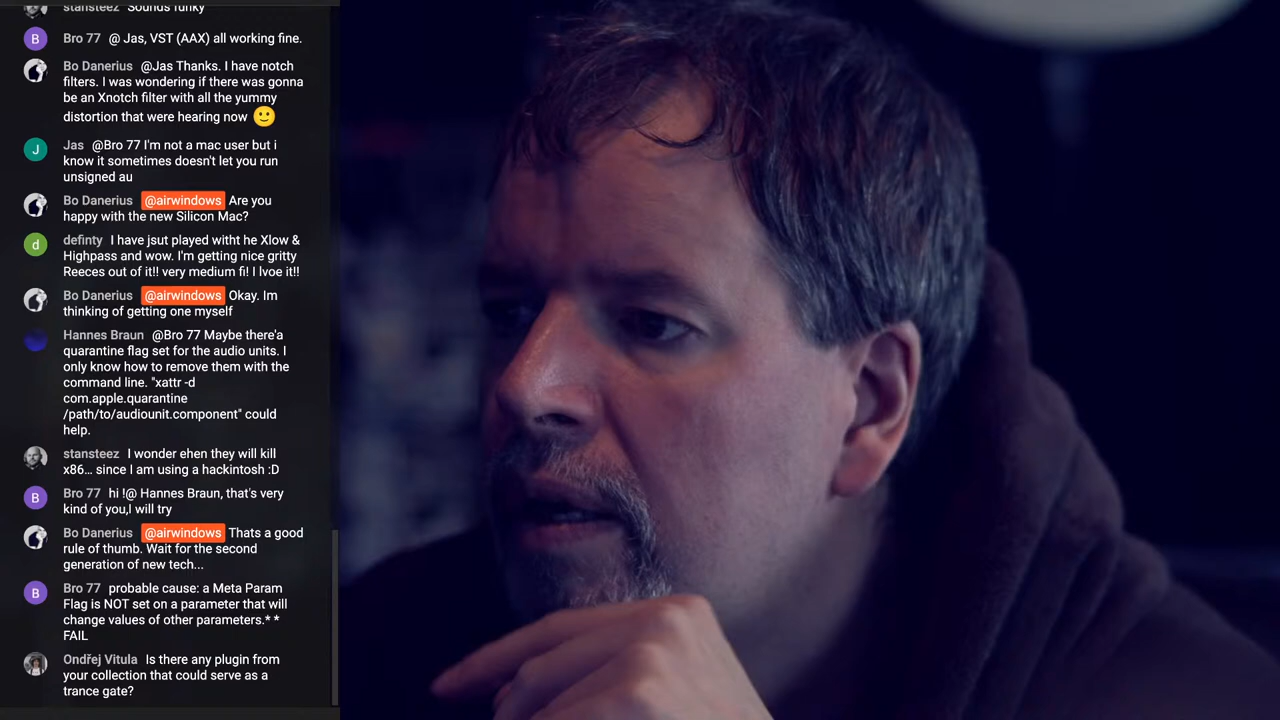 stansteez Sounds funky
B Bro 77 @ Jas, VST (AAX) all working fine.
Bo Danerius @Jas Thanks. I have notch
filters. I was wondering if there was gonna
be an Xnotch filter with all the yummy
distortion that were hearing now 🙂
J Jas @Bro 77 I'm not a mac user but i
know it sometimes doesn't let you run
unsigned au
Bo Danerius @airwindows Are you
happy with the new Silicon Mac?
d definty I have jsut played witht he Xlow &
Highpass and wow. I'm getting nice gritty
Reeces out of it!! very medium fi! I lvoe it!!
Bo Danerius @airwindows Okay. Im
thinking of getting one myself
Hannes Braun @Bro 77 Maybe there'a
quarantine flag set for the audio units. I
only know how to remove them with the
command line. "xattr -d
com.apple.quarantine
/path/to/audiounit.component" could
help.
stansteez I wonder ehen they will kill
x86… since I am using a hackintosh :D
B Bro 77 hi !@ Hannes Braun, that's very
kind of you,I will try
Bo Danerius @airwindows Thats a good
rule of thumb. Wait for the second
generation of new tech...
B Bro 77 probable cause: a Meta Param
Flag is NOT set on a parameter that will
change values of other parameters.* *
FAIL
Ondřej Vitula Is there any plugin from
your collection that could serve as a
trance gate?